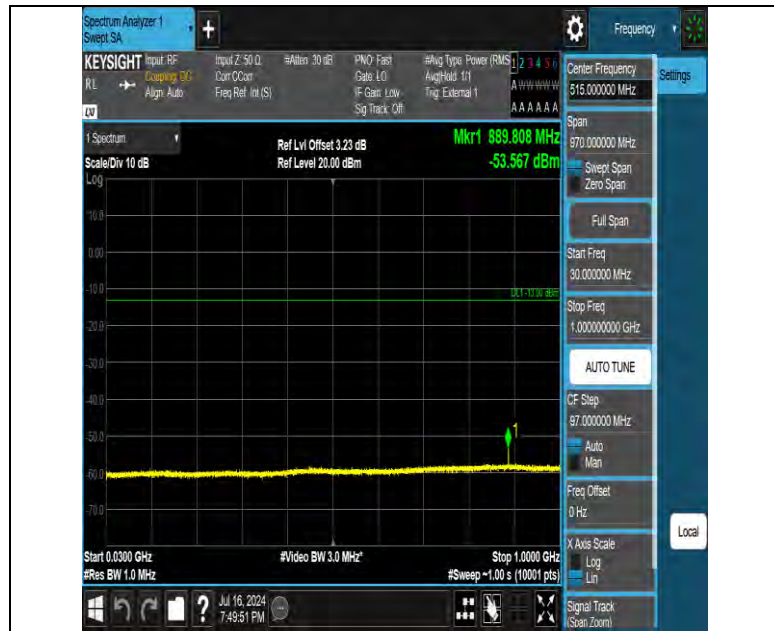 Spectrum Analyzer 1
Swept SA
+
Frequency
KEYSIGHT
RL
LXI
Input: RF
Coupling: DC
Align: Auto
Input Z: 50 Ω
Corr CCorr
Freq Ref: Int (S)
#Atten: 30 dB
PNO: Fast
Gate: LO
IF Gain: Low
Sig Track: Off
#Avg Type: Power (RMS
Avg|Hold: 1/1
Trig: External 1
1 2 3 4 5 6
A W W W W W
A A A A A A
1 Spectrum
Scale/Div 10 dB
Log
Ref Lvl Offset 3.23 dB
Ref Level 20.00 dBm
Mkr1 889.808 MHz
-53.567 dBm
10.0
0.00
-10.0
DL1 -13.00 dBm
-20.0
-30.0
-40.0
-50.0
1
-60.0
-70.0
Start 0.0300 GHz
#Res BW 1.0 MHz
#Video BW 3.0 MHz*
Stop 1.0000 GHz
#Sweep ~1.00 s (10001 pts)
?
Jul 16, 2024
7:49:51 PM
Center Frequency
515.000000 MHz
Settings
Span
970.000000 MHz
Swept Span
Zero Span
Full Span
Start Freq
30.000000 MHz
Stop Freq
1.000000000 GHz
AUTO TUNE
CF Step
97.000000 MHz
Auto
Man
Freq Offset
0 Hz
X Axis Scale
Log
Lin
Local
Signal Track
(Span Zoom)